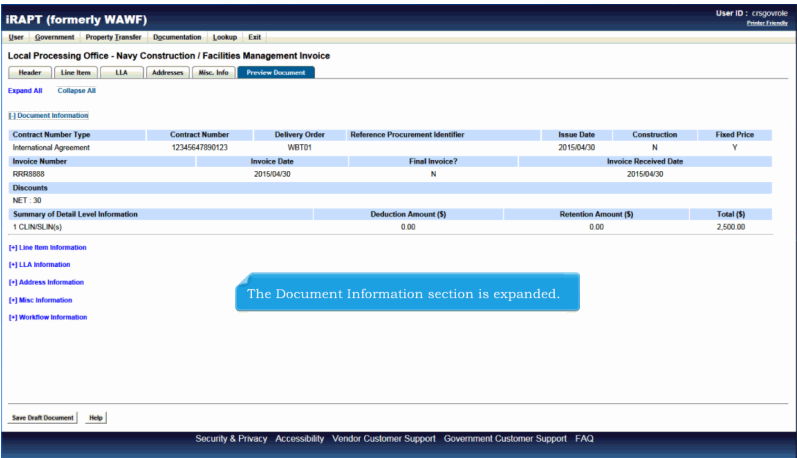 iRAPT (formerly WAWF)
User ID : crsgovrole
Printer Friendly
User Government Property Transfer Documentation Lookup Exit
Local Processing Office - Navy Construction / Facilities Management Invoice
Header Line Item LLA Addresses Misc. Info Preview Document
Expand All Collapse All
[-] Document Information
Contract Number Type Contract Number Delivery Order Reference Procurement Identifier Issue Date Construction Fixed Price
International Agreement 12345647890123 WBT01 2015/04/30 N Y
Invoice Number Invoice Date Final Invoice? Invoice Received Date
RRR8888 2015/04/30 N 2015/04/30
Discounts
NET : 30
Summary of Detail Level Information Deduction Amount ($) Retention Amount ($) Total ($)
1 CLIN/SLIN(s) 0.00 0.00 2,500.00
[+] Line Item Information
[+] LLA Information
[+] Address Information
[+] Misc Information
[+] Workflow Information
The Document Information section is expanded.
Save Draft Document Help
Security & Privacy Accessibility Vendor Customer Support Government Customer Support FAQ